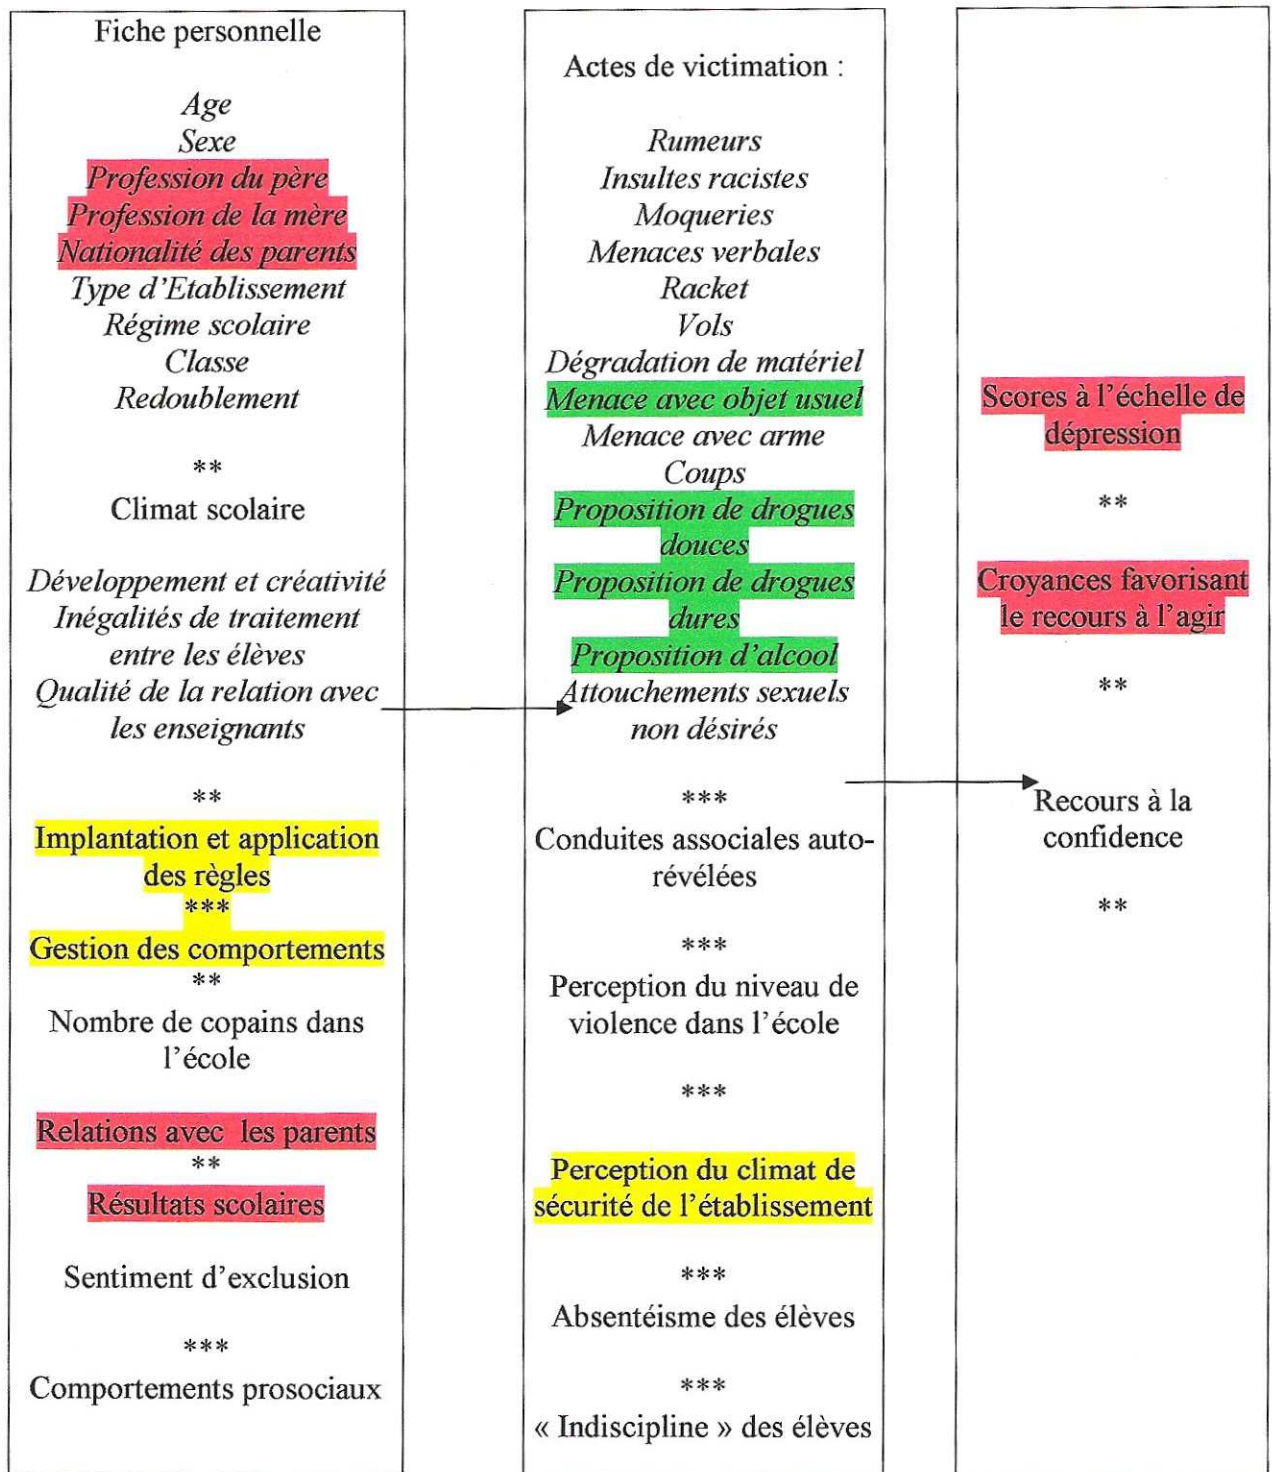 Fiche personnelle
Age
Sexe
Profession du père
Profession de la mère
Nationalité des parents
Type d'Etablissement
Régime scolaire
Classe
Redoublement
**
Climat scolaire
Développement et créativité
Inégalités de traitement
entre les élèves
Qualité de la relation avec
les enseignants
**
Implantation et application
des règles
***
Gestion des comportements
**
Nombre de copains dans
l'école
Relations avec les parents
**
Résultats scolaires
Sentiment d'exclusion
***
Comportements prosociaux
Actes de victimation :
Rumeurs
Insultes racistes
Moqueries
Menaces verbales
Racket
Vols
Dégradation de matériel
Menace avec objet usuel
Menace avec arme
Coups
Proposition de drogues
douces
Proposition de drogues
dures
Proposition d'alcool
Attouchements sexuels
non désirés
***
Conduites associales auto-
révélées
***
Perception du niveau de
violence dans l'école
***
Perception du climat de
sécurité de l'établissement
***
Absentéisme des élèves
***
« Indiscipline » des élèves
Scores à l'échelle de
dépression
**
Croyances favorisant
le recours à l'agir
**
Recours à la
confidence
**